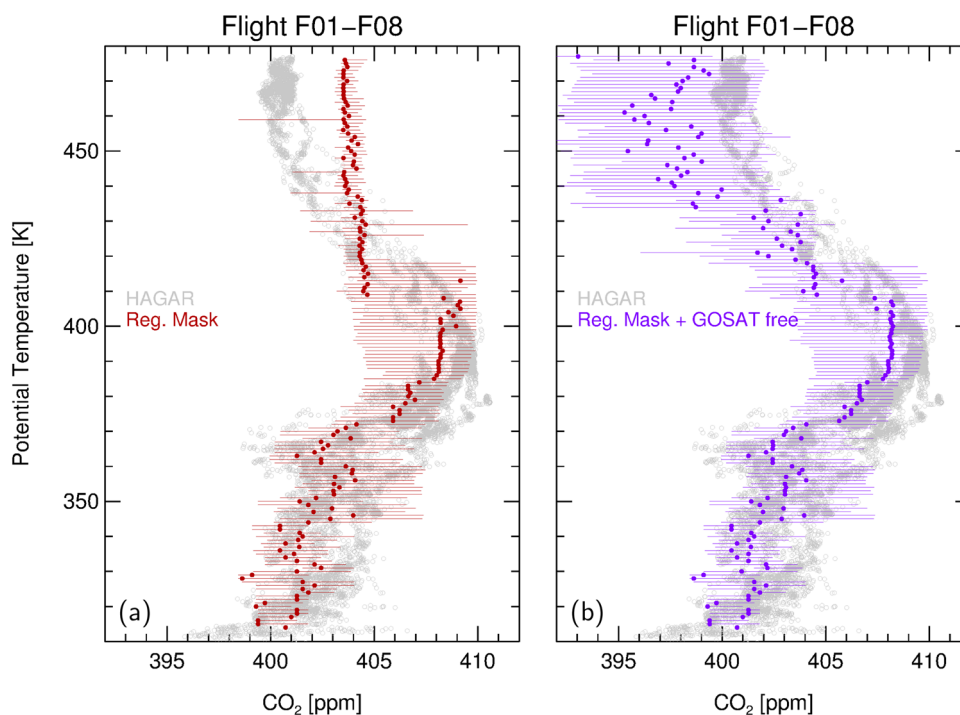 Flight F01−F08
Flight F01−F08
Potential Temperature [K]
450
400
350
HAGAR
Reg. Mask
HAGAR
Reg. Mask + GOSAT free
(a)
(b)
395
400
405
410
395
400
405
410
CO₂ [ppm]
CO₂ [ppm]